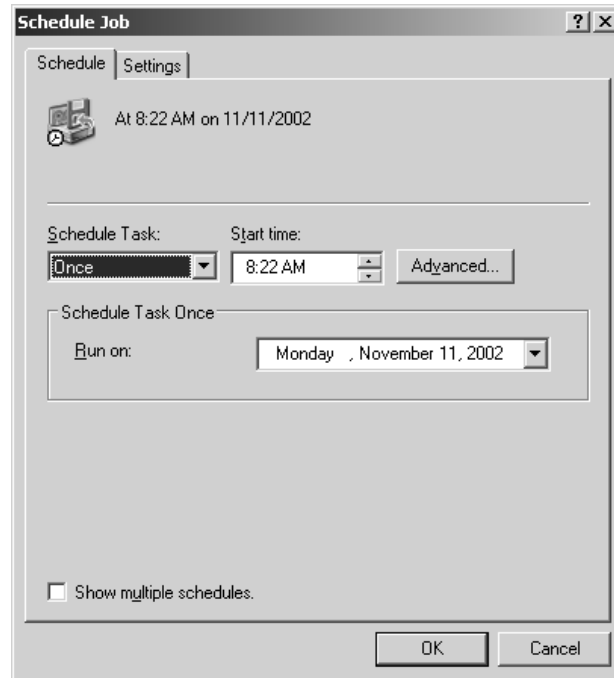 Schedule Job
Schedule Settings
At 8:22 AM on 11/11/2002
Schedule Task: Start time:
Once 8:22 AM Advanced...
Schedule Task Once
Run on: Monday , November 11, 2002
Show multiple schedules.
OK Cancel